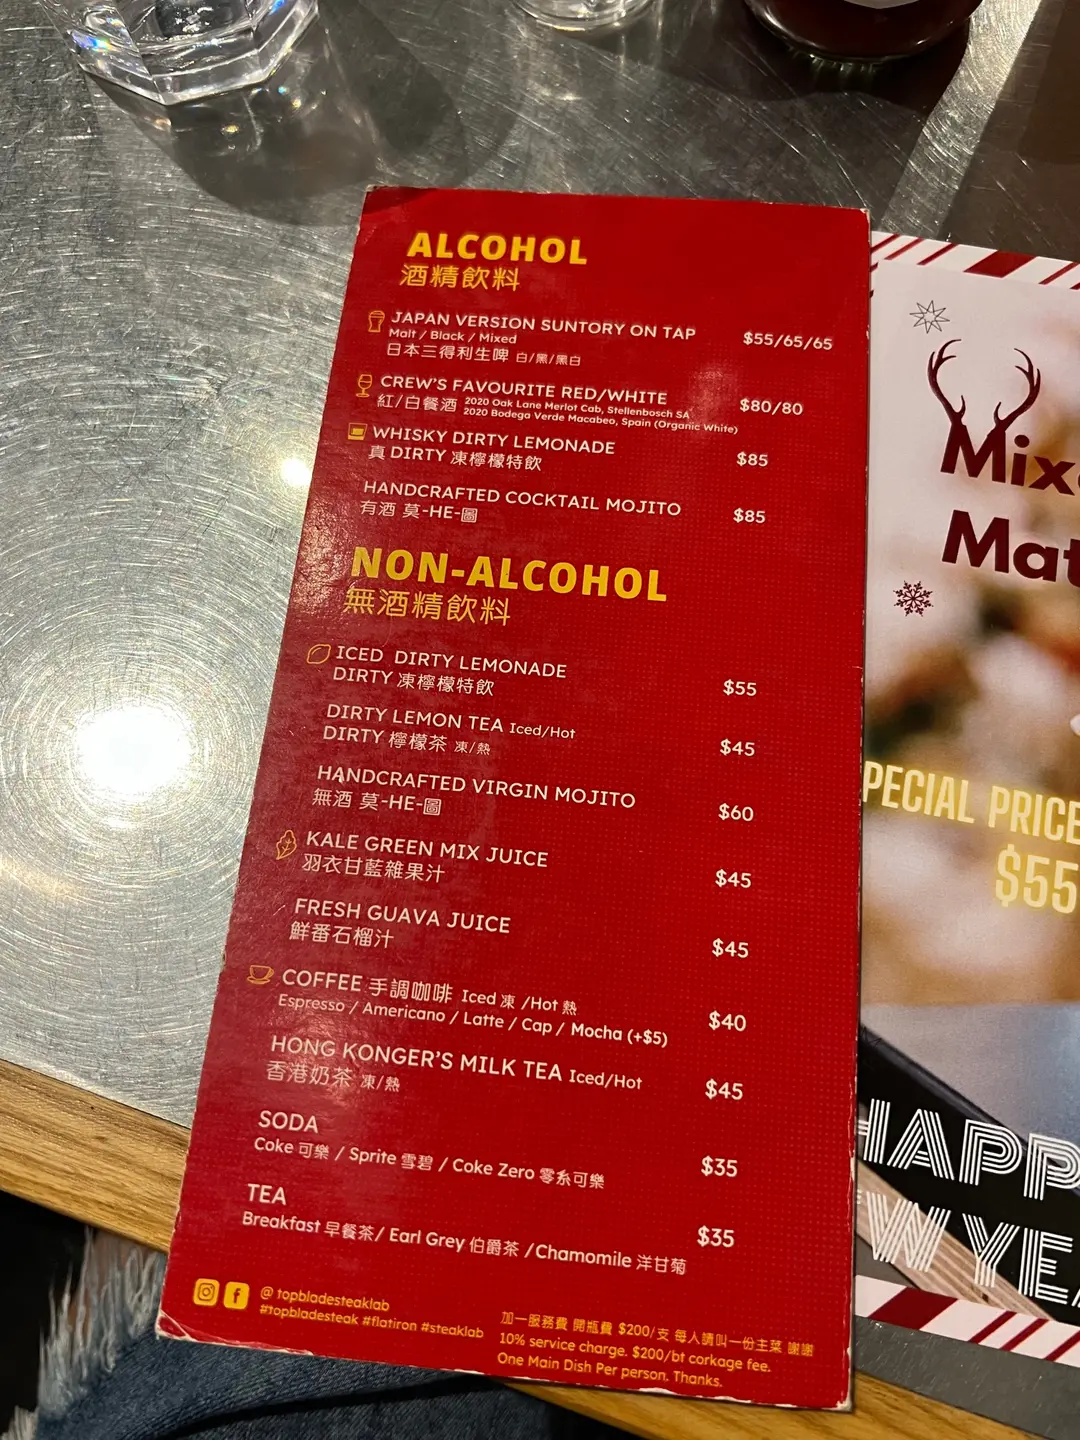 ALCOHOL
酒精飲料
JAPAN VERSION SUNTORY ON TAP $55/65/65
Malt / Black / Mixed
日本三得利生啤 白/黑/黑白
CREW'S FAVOURITE RED/WHITE $80/80
紅/白餐酒 2020 Oak Lane Merlot Cab, Stellenbosch SA
2020 Bodega Verde Macabeo, Spain (Organic White)
WHISKY DIRTY LEMONADE $85
真 DIRTY 凍檸檬特飲
HANDCRAFTED COCKTAIL MOJITO $85
有酒 莫-HE-圖
NON-ALCOHOL
無酒精飲料
ICED DIRTY LEMONADE $55
DIRTY 凍檸檬特飲
DIRTY LEMON TEA Iced/Hot $45
DIRTY 檸檬茶 凍/熱
HANDCRAFTED VIRGIN MOJITO $60
無酒 莫-HE-圖
KALE GREEN MIX JUICE $45
羽衣甘藍雜果汁
FRESH GUAVA JUICE $45
鮮番石榴汁
COFFEE 手調咖啡 Iced 凍 /Hot 熱 $40
Espresso / Americano / Latte / Cap / Mocha (+$5)
HONG KONGER'S MILK TEA Iced/Hot $45
香港奶茶 凍/熱
SODA $35
Coke 可樂 / Sprite 雪碧 / Coke Zero 零系可樂
TEA $35
Breakfast 早餐茶/ Earl Grey 伯爵茶 /Chamomile 洋甘菊
@ topbladesteaklab
#topbladesteak #flatiron #steaklab
加一服務費 開瓶費 $200/支 每人請叫一份主菜 謝謝
10% service charge. $200/bt corkage fee.
One Main Dish Per person. Thanks.
Mix
Mat
PECIAL PRICE
$55
HAPP
W YEA